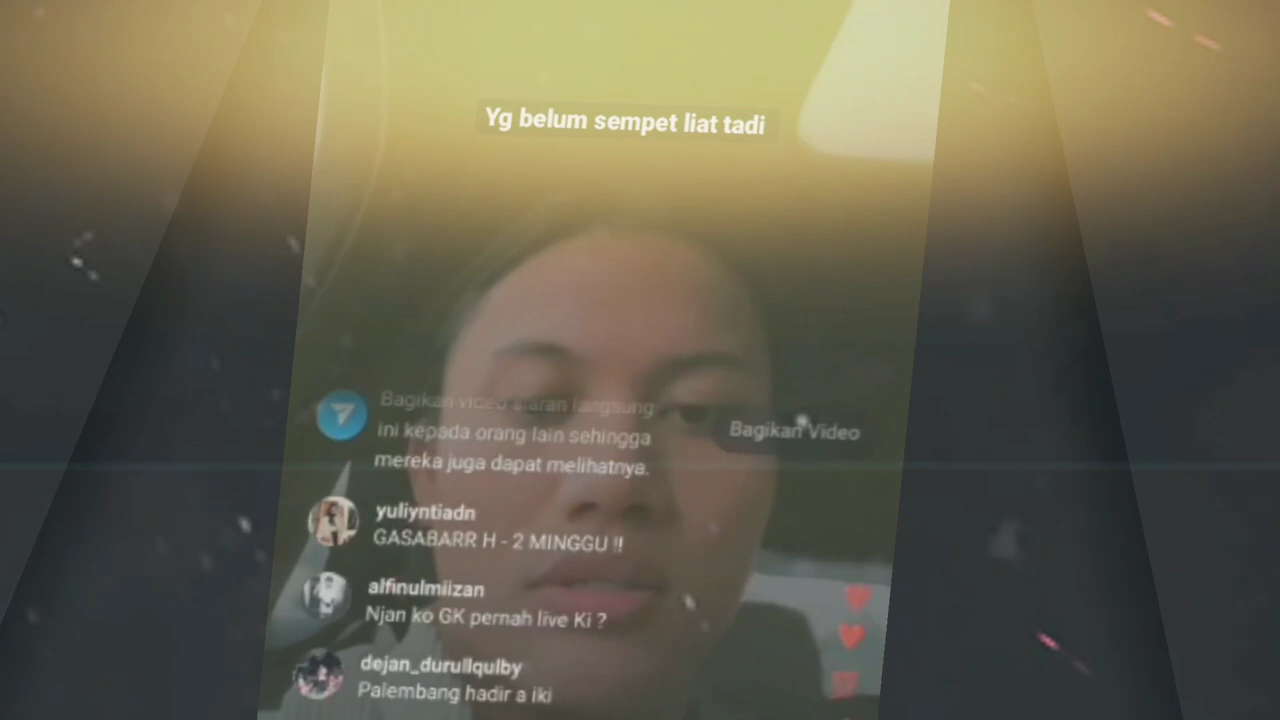 Yg belum sempet liat tadi
Bagikan video siaran langsung
ini kepada orang lain sehingga
mereka juga dapat melihatnya.
Bagikan Video
yuliyntiadn
GASABARR H - 2 MINGGU !!
alfinulmiizan
Njan ko GK pernah live Ki ?
dejan_durullqulby
Palembang hadir a iki